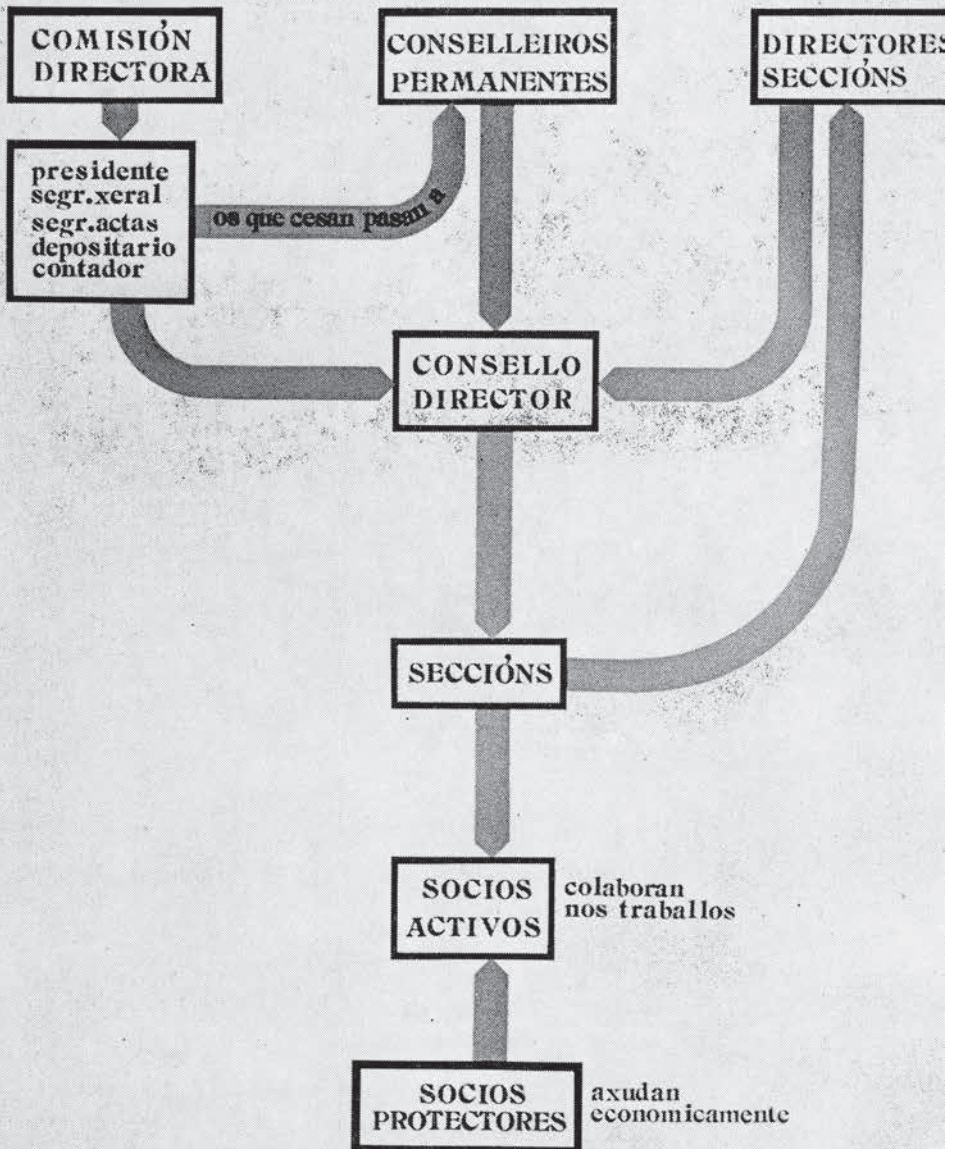 COMISIÓN
DIRECTORA
CONSELLEIROS
PERMANENTES
DIRECTORES
SECCIÓNS
presidente
segr.xeral
segr.actas
depositario
contador
os que cesan pasan a
CONSELLO
DIRECTOR
SECCIÓNS
SOCIOS
ACTIVOS
colaboran
nos traballos
SOCIOS
PROTECTORES
axudan
economicamente